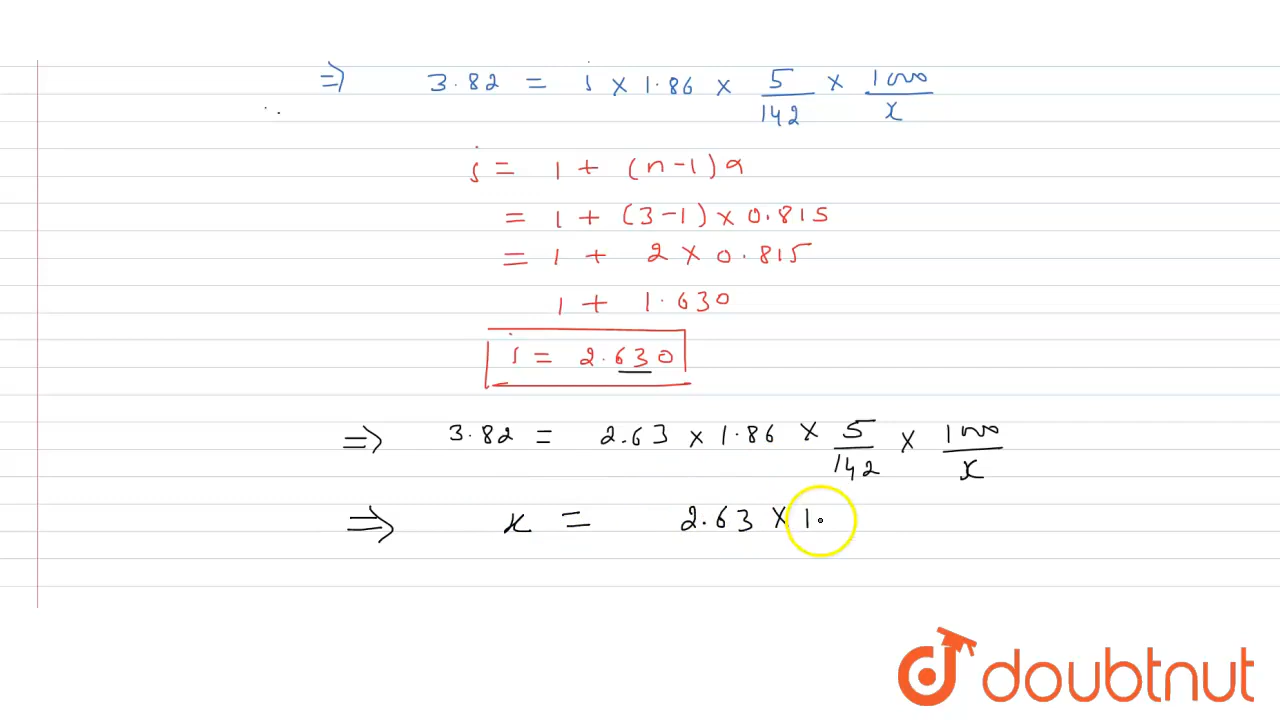 ⇒ 3.82 = i × 1.86 × 5/142 × 1000/x
i = 1 + (n-1)α
= 1 + (3-1) × 0.815
= 1 + 2 × 0.815
1 + 1.630
i = 2.630
⇒ 3.82 = 2.63 × 1.86 × 5/142 × 1000/x
⇒ x = 2.63 × 1.
doubtnut